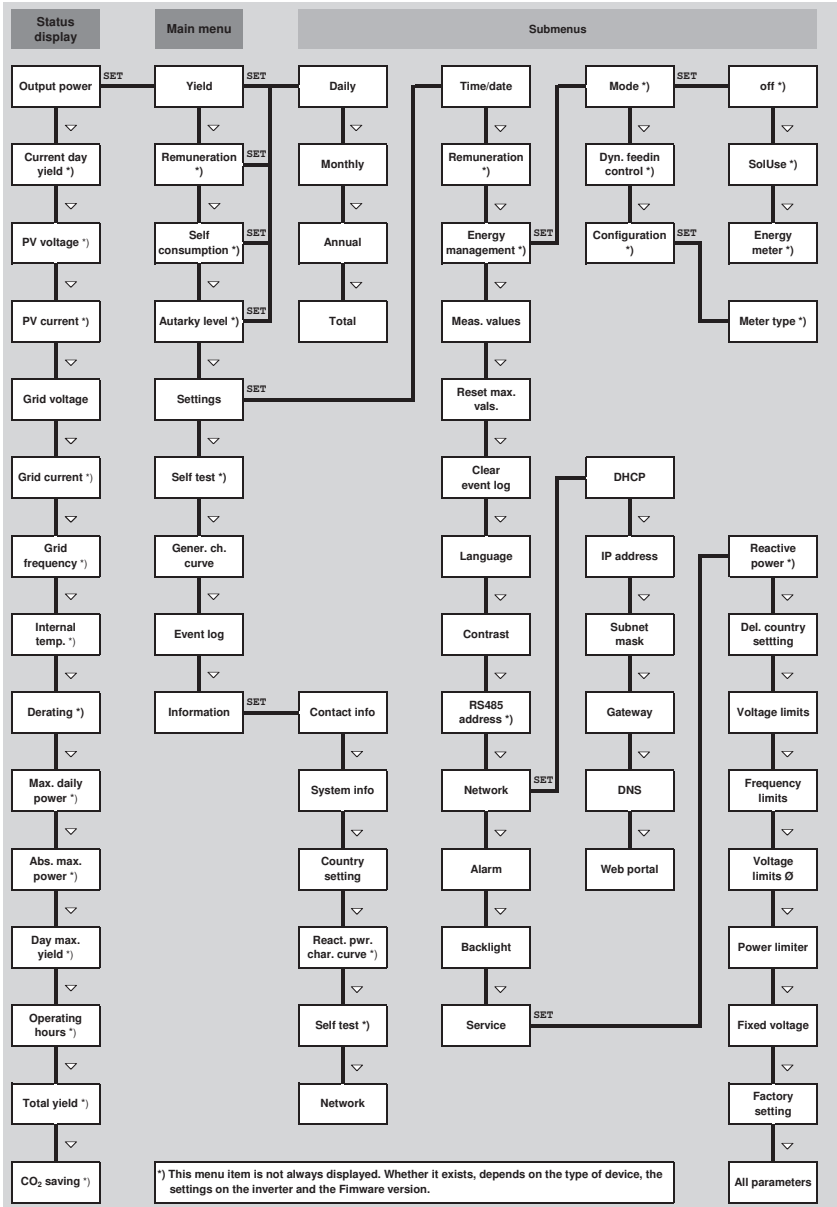 Status
display
Main menu
Submenus
Output power
SET
Yield
SET
Daily
Time/date
Mode *)
SET
off *)
Current day
yield *)
Remuneration
*)
SET
Monthly
Remuneration
*)
Dyn. feedin
control *)
SolUse *)
PV voltage *)
Self
consumption *)
SET
Annual
Energy
management *)
SET
Configuration
*)
SET
Energy
meter *)
PV current *)
Autarky level *)
SET
Total
Meas. values
Meter type *)
Grid voltage
Settings
SET
Reset max.
vals.
Grid current *)
Self test *)
Clear
event log
DHCP
Grid
frequency *)
Gener. ch.
curve
Language
IP address
Reactive
power *)
Internal
temp. *)
Event log
Contrast
Subnet
mask
Del. country
settting
Derating *)
Information
SET
Contact info
RS485
address *)
Gateway
Voltage limits
Max. daily
power *)
System info
Network
SET
DNS
Frequency
limits
Abs. max.
power *)
Country
setting
Alarm
Web portal
Voltage
limits Ø
Day max.
yield *)
React. pwr.
char. curve *)
Backlight
Power limiter
Operating
hours *)
Self test *)
Service
SET
Fixed voltage
Total yield *)
Network
Factory
setting
CO₂ saving *)
*) This menu item is not always displayed. Whether it exists, depends on the type of device, the
settings on the inverter and the Fimware version.
All parameters